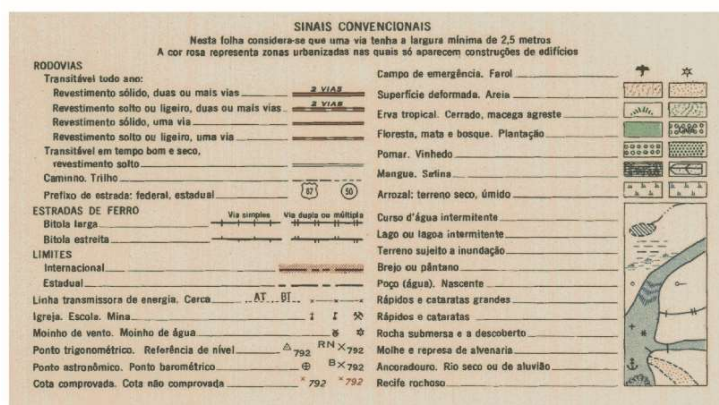 SINAIS CONVENCIONAIS
Nesta folha considera-se que uma via tenha a largura mínima de 2,5 metros
A cor rosa representa zonas urbanizadas nas quais só aparecem construções de edifícios
RODOVIAS
Transitável tudo ano:
Revestimento sólido, duas ou mais vias 2 VIAS
Revestimento solto ou ligeiro, duas ou mais vias 2 VIAS
Revestimento sólido, uma via
Revestimento solto ou ligeiro, uma via
Transitável em tempo bom e seco,
revestimento solto
Caminno. Trilho
Prefixo de estrada: federal, estadual 87 50
ESTRADAS DE FERRO Via simples Via dupla ou múltipla
Bitola larga
Bitola estreita
LIMITES
Internacional
Estadual
Linha transmissora de energia. Cerca AT BT
Igreja. Escola. Mina
Moinho de vento. Moinho de água
Ponto trigonométrico. Referência de nível 792 RN 792
Ponto astronômico. Ponto barométrico B 792
Cota comprovada. Cota não comprovada 792 792
Campo de emergência. Farol
Superfície deformada. Areia
Erva tropical. Cerrado, macega agreste
Floresta, mata e bosque. Plantação
Pomar. Vinhedo
Mangue. Salina
Arrozal; terreno seco, úmido
Curso d'água intermitente
Lago ou lagoa intermitente
Terreno sujeito a inundação
Brejo ou pântano
Poço (água). Nascente
Rápidos e cataratas grandes
Rápidos e cataratas
Rocha submersa e a descoberto
Molhe e represa de alvenaria
Ancoradouro. Rio seco ou de aluvião
Recife rochoso